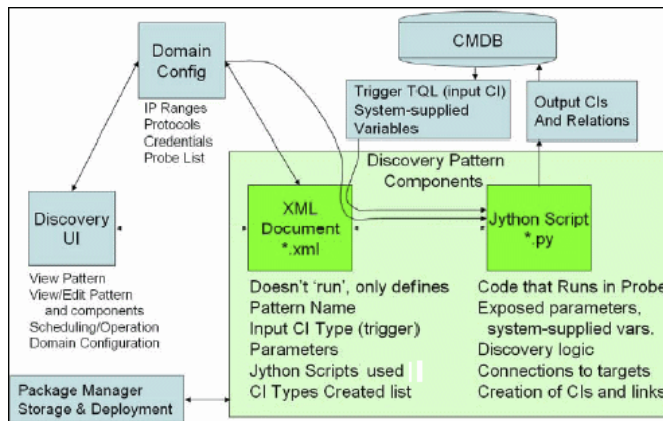 Domain
Config
IP Ranges
Protocols
Credentials
Probe List
CMDB
Trigger TQL (input CI)
System-supplied
Variables
Output CIs
And Relations
Discovery Pattern
Components
Discovery
UI
View Pattern
View/Edit Pattern
and components
Scheduling/Operation
Domain Configuration
XML
Document
*.xml
Doesn't 'run', only defines
Pattern Name
Input CI Type (trigger)
Parameters
Jython Scripts used
CI Types Created list
Jython Script
*.py
Code that Runs in Probe
Exposed parameters,
system-supplied vars.
Discovery logic
Connections to targets
Creation of CIs and links
Package Manager
Storage & Deployment